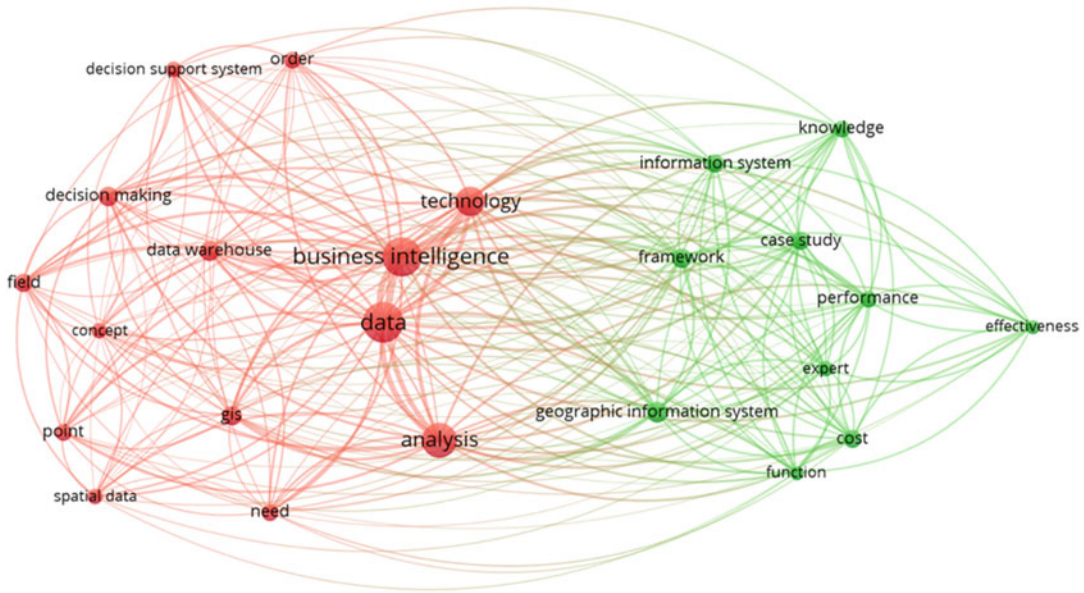 order
decision support system
knowledge
information system
decision making
technology
case study
data warehouse
business intelligence
framework
field
performance
data
effectiveness
concept
expert
gis
geographic information system
point
analysis
cost
function
spatial data
need